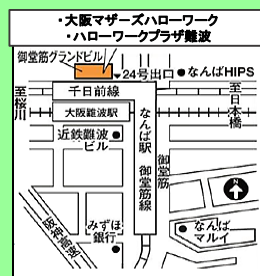 ・大阪マザーズハローワーク
・ハローワークプラザ難波
御堂筋グランドビル
24号出口
なんばHIPS
至桜川
千日前線
至日本橋
大阪難波駅
近鉄難波
ビル
なんば駅
御堂筋線
御堂筋
阪神高速
みずほ
銀行
なんば
マルイ